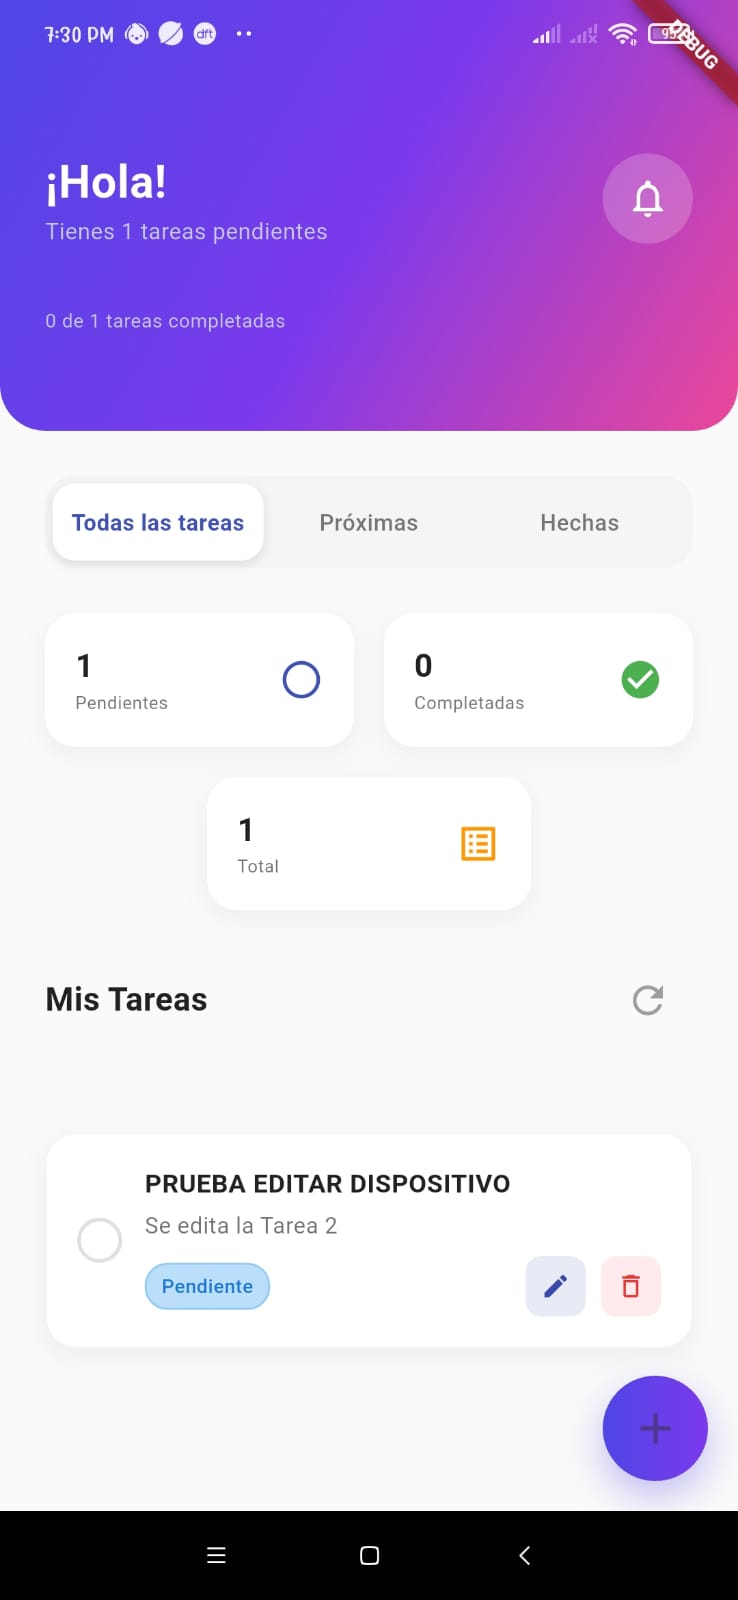 7:30 PM
dft
95
DEBUG
¡Hola!
Tienes 1 tareas pendientes
0 de 1 tareas completadas
Todas las tareas
Próximas
Hechas
1
Pendientes
0
Completadas
1
Total
Mis Tareas
PRUEBA EDITAR DISPOSITIVO
Se edita la Tarea 2
Pendiente